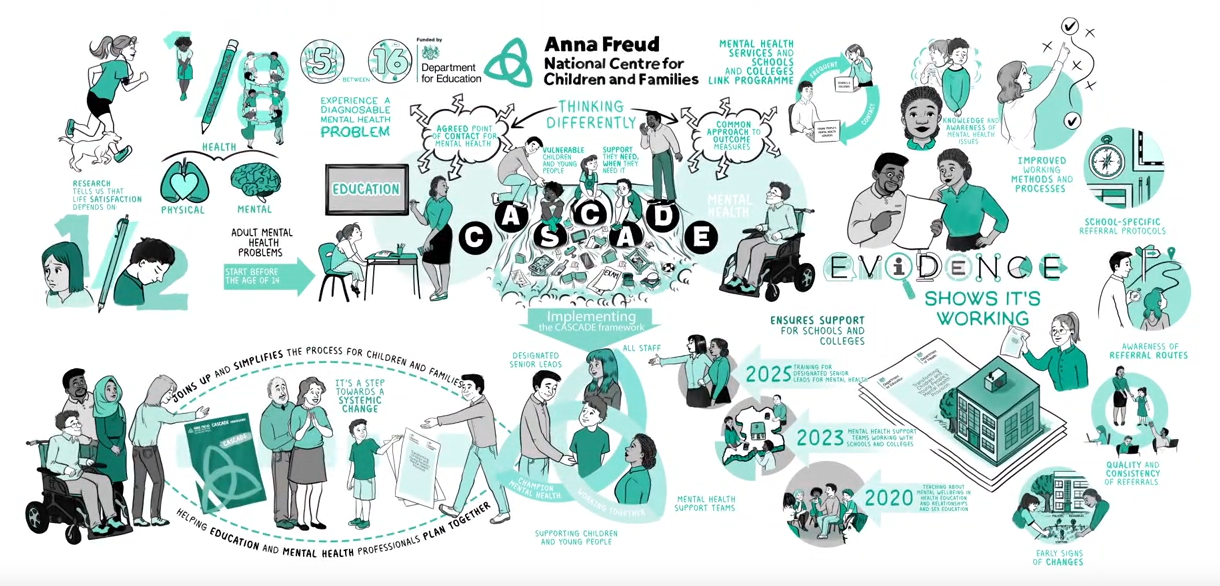 1/8
5
BETWEEN
16
EXPERIENCE A
DIAGNOSABLE
MENTAL HEALTH
PROBLEM
Funded by
Department
for Education
Anna Freud
National Centre for
Children and Families
MENTAL HEALTH
SERVICES AND
SCHOOLS
AND COLLEGES
LINK PROGRAMME
FREQUENT
CONTACT
KNOWLEDGE AND
AWARENESS OF
MENTAL HEALTH
ISSUES
IMPROVED
WORKING
METHODS AND
PROCESSES
SCHOOL-SPECIFIC
REFERRAL PROTOCOLS
HEALTH
PHYSICAL
MENTAL
RESEARCH
TELLS US THAT
LIFE SATISFACTION
DEPENDS ON:
1/2
ADULT MENTAL
HEALTH
PROBLEMS
START BEFORE
THE AGE OF 14
EDUCATION
AGREED POINT
OF CONTACT FOR
MENTAL HEALTH
THINKING
DIFFERENTLY
VULNERABLE
CHILDREN
AND YOUNG
PEOPLE
SUPPORT
THEY NEED,
WHEN THEY
NEED IT
COMMON
APPROACH TO
OUTCOME
MEASURES
MENTAL
HEALTH
CASCADE
EXAM
Implementing
the CASCADE framework
EVIDENCE
SHOWS IT'S
WORKING
AWARENESS OF
REFERRAL ROUTES
QUALITY AND
CONSISTENCY
OF REFERRALS
EARLY SIGNS
OF CHANGES
JOINS UP AND SIMPLIFIES THE PROCESS FOR CHILDREN AND FAMILIES
IT'S A STEP
TOWARDS A
SYSTEMIC
CHANGE
CASCADE
HELPING EDUCATION AND MENTAL HEALTH PROFESSIONALS PLAN TOGETHER
DESIGNATED
SENIOR LEADS
ALL STAFF
CHAMPION
MENTAL HEALTH
WORKING TOGETHER
MENTAL HEALTH
SUPPORT TEAMS
SUPPORTING CHILDREN
AND YOUNG PEOPLE
ENSURES SUPPORT
FOR SCHOOLS AND
COLLEGES
2025 TRAINING FOR
DESIGNATED SENIOR
LEADS FOR MENTAL HEALTH
2023 MENTAL HEALTH SUPPORT
TEAMS WORKING WITH
SCHOOLS AND COLLEGES
2020 TEACHING ABOUT
MENTAL WELLBEING IN
HEALTH EDUCATION
AND RELATIONSHIPS
AND SEX EDUCATION